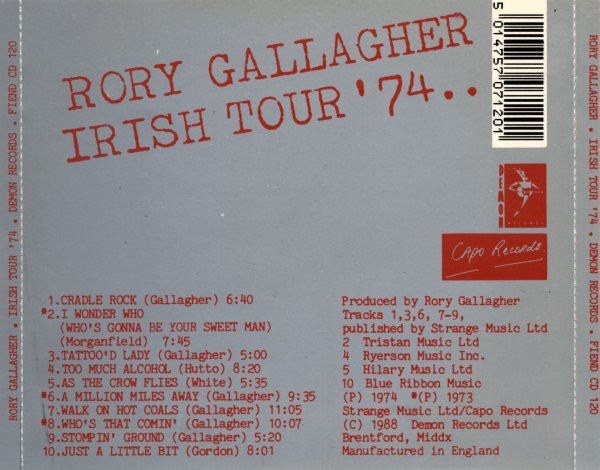 RORY GALLAGHER
IRISH TOUR '74..
5 014757 071201
DEMON
RECORDS
CAPO Records.
1.CRADLE ROCK (Gallagher) 6:40
*2.I WONDER WHO
(WHO'S GONNA BE YOUR SWEET MAN)
(Morganfield) 7:45
3.TATTOO'D LADY (Gallagher) 5:00
4.TOO MUCH ALCOHOL (Hutto) 8:20
5.AS THE CROW FLIES (White) 5:35
*6.A MILLION MILES AWAY (Gallagher) 9:35
7.WALK ON HOT COALS (Gallagher) 11:05
*8.WHO'S THAT COMIN' (Gallagher) 10:07
9.STOMPIN' GROUND (Gallagher) 5:20
10.JUST A LITTLE BIT (Gordon) 8:01
Produced by Rory Gallagher
Tracks 1,3,6, 7-9,
published by Strange Music Ltd
2 Tristan Music Ltd
4 Ryerson Music Inc.
5 Hilary Music Ltd
10 Blue Ribbon Music
(P) 1974 *(P) 1973
Strange Music Ltd/Capo Records
(C) 1988 Demon Records Ltd
Brentford, Middx
Manufactured in England
RORY GALLAGHER • IRISH TOUR '74 • DEMON RECORDS • FIEND CD 120
RORY GALLAGHER • IRISH TOUR '74 • DEMON RECORDS • FIEND CD 120